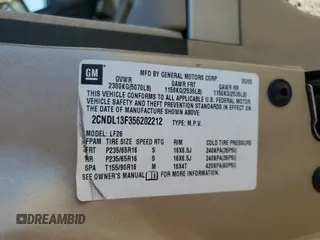 GM
MFD BY GENERAL MOTORS CORP
05/05
GVWR GAWR FRT GAWR RR
2300KG(5070LB) 1150KG(2535LB) 1150KG(2535LB)
THIS VEHICLE CONFORMS TO ALL APPLICABLE U.S. FEDERAL
MOTOR VEHICLE SAFETY, BUMPER, AND THEFT
PREVENTION STANDARDS IN EFFECT ON THE DATE OF
MANUFACTURE SHOWN ABOVE.
2CNDL13F356202212
TYPE: M.P.V.
MODEL: LF26
FPAM TIRE SIZE SPEED RTG RIM COLD TIRE PRESSURE
FRT P235/65R16 S 16X6.5J 240KPA(35PSI)
RR P235/65R16 S 16X6.5J 240KPA(35PSI)
SPA T155/90R16 M 16X4T 420KPA(60PSI)
SEE OWNER'S MANUAL FOR ADDITIONAL INFORMATION.
DREAMBID